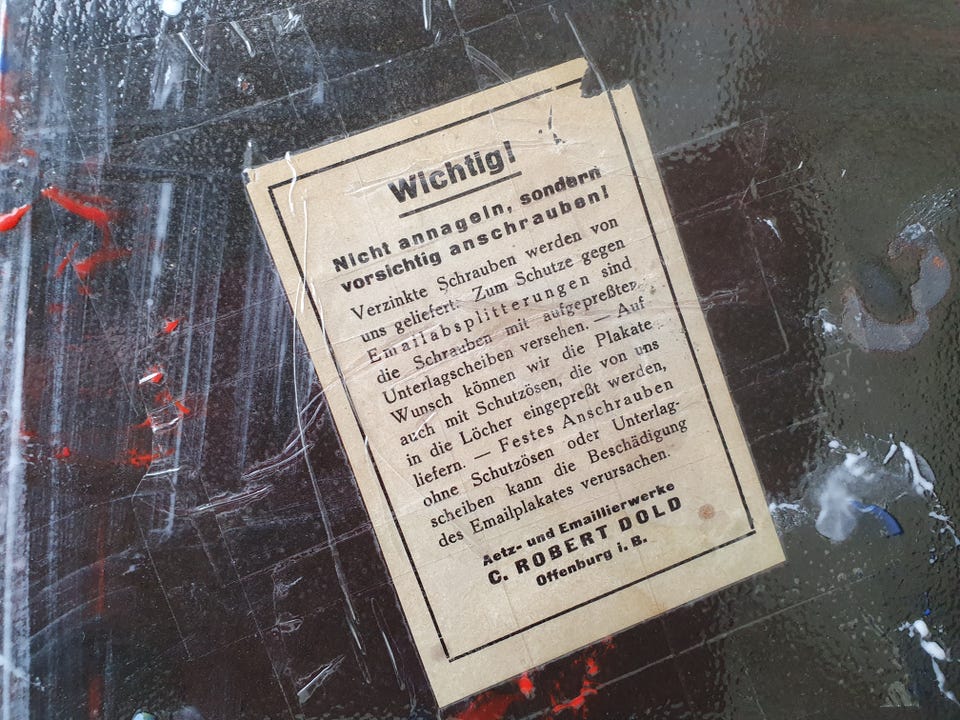 Wichtig!
Nicht annageln, sondern
vorsichtig anschrauben!
Verzinkte Schrauben werden von
uns geliefert. Zum Schutze gegen
Emailabsplitterungen sind
die Schrauben mit aufgepreßten
Unterlagscheiben versehen. — Auf
Wunsch können wir die Plakate
auch mit Schutzösen, die von uns
in die Löcher eingepreßt werden,
liefern. — Festes Anschrauben
ohne Schutzösen oder Unterlag-
scheiben kann die Beschädigung
des Emailplakates verursachen.
Aetz- und Emaillierwerke
C. ROBERT DOLD
Offenburg i. B.